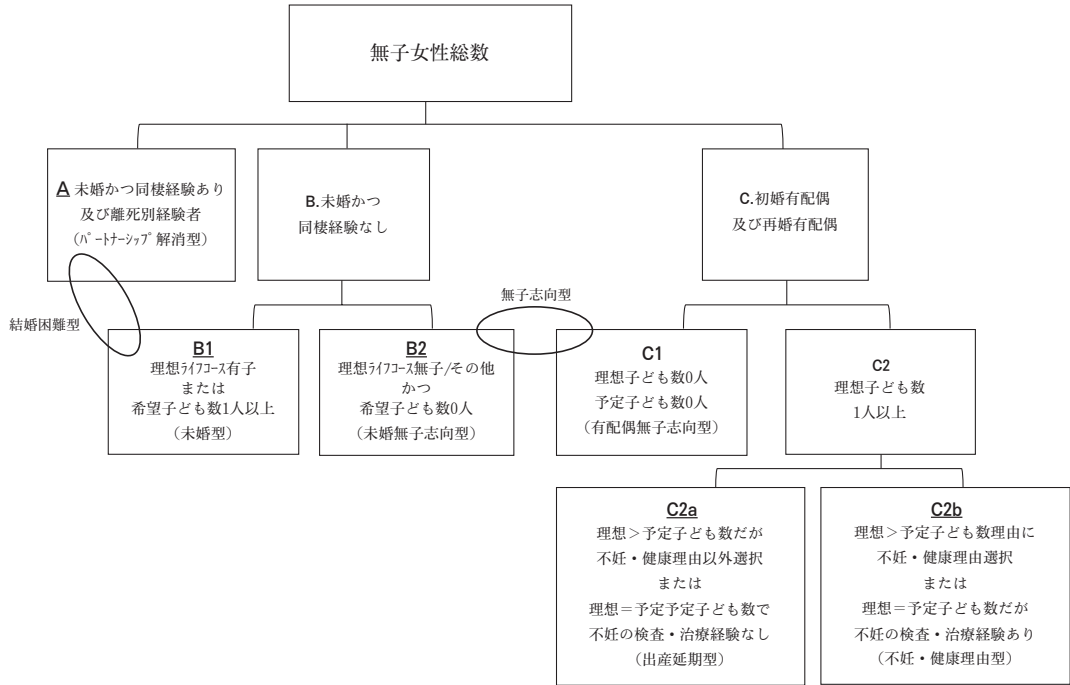 無子女性総数
A 未婚かつ同棲経験あり
及び離死別経験者
(ﾊﾟｰﾄﾅｰｼｯﾌﾟ解消型)
B.未婚かつ
同棲経験なし
C.初婚有配偶
及び再婚有配偶
結婚困難型
無子志向型
B1
理想ﾗｲﾌｺｰｽ有子
または
希望子ども数1人以上
(未婚型)
B2
理想ﾗｲﾌｺｰｽ無子/その他
かつ
希望子ども数0人
(未婚無子志向型)
C1
理想子ども数0人
予定子ども数0人
(有配偶無子志向型)
C2
理想子ども数
1人以上
C2a
理想＞予定子ども数だが
不妊・健康理由以外選択
または
理想＝予定予定子ども数で
不妊の検査・治療経験なし
(出産延期型)
C2b
理想＞予定子ども数理由に
不妊・健康理由選択
または
理想＝予定子ども数だが
不妊の検査・治療経験あり
(不妊・健康理由型)